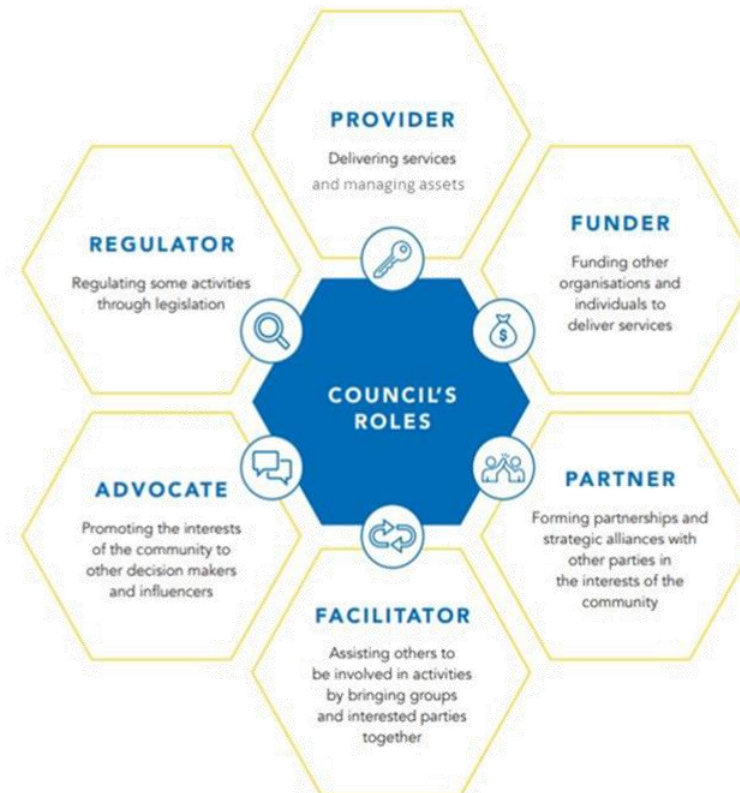 PROVIDER
Delivering services
and managing assets
FUNDER
Funding other
organisations and
individuals to
deliver services
PARTNER
Forming partnerships and
strategic alliances with
other parties in
the interests of the
community
FACILITATOR
Assisting others to
be involved in activities
by bringing groups
and interested parties
together
ADVOCATE
Promoting the interests
of the community to
other decision makers
and influencers
REGULATOR
Regulating some activities
through legislation
COUNCIL'S
ROLES
$